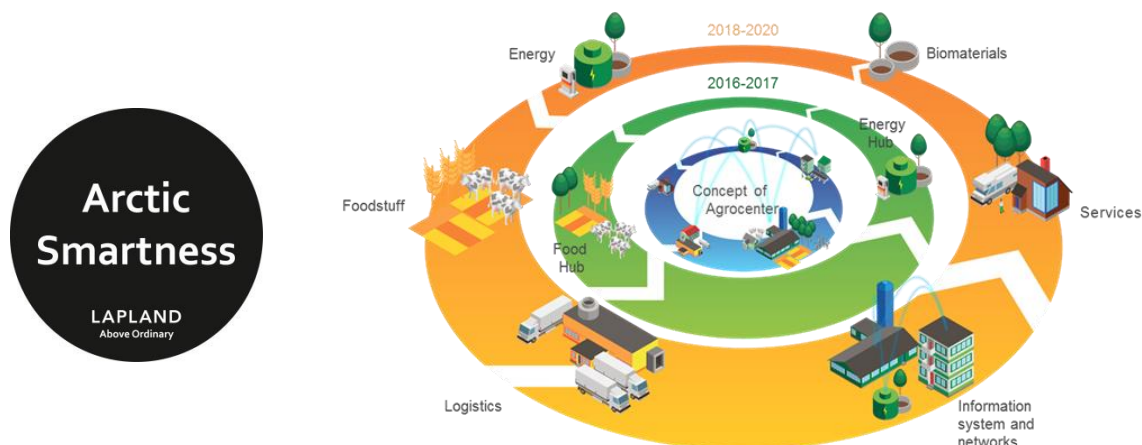 Arctic
Smartness
LAPLAND
Above Ordinary
2018-2020
Energy
Biomaterials
2016-2017
Energy
Hub
Concept of
Agrocenter
Foodstuff
Services
Food
Hub
Logistics
Information
system and
networks